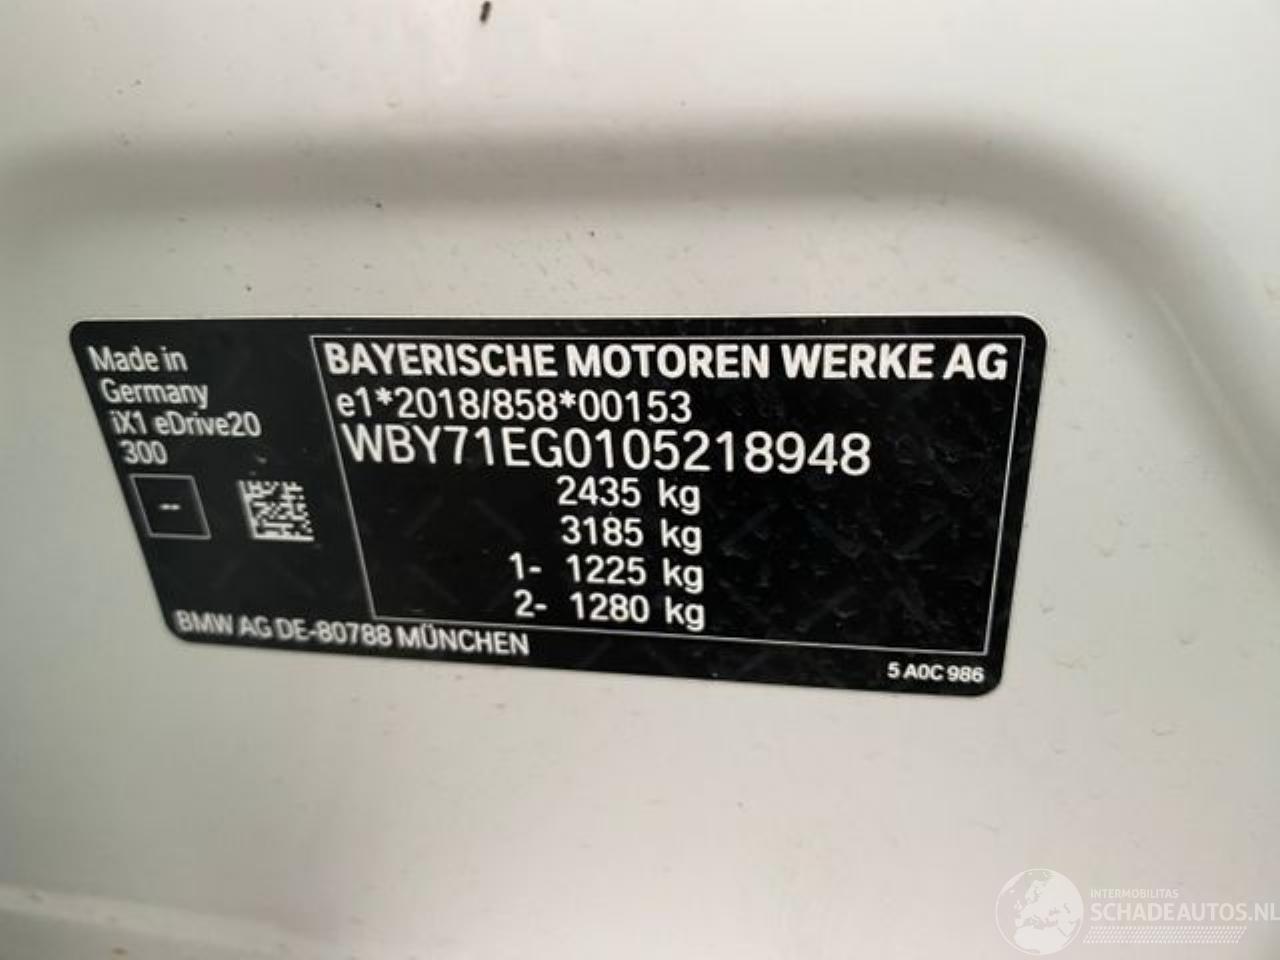 Made in
Germany
iX1 eDrive20
300
--
BAYERISCHE MOTOREN WERKE AG
e1*2018/858*00153
WBY71EG0105218948
2435 kg
3185 kg
1- 1225 kg
2- 1280 kg
BMW AG DE-80788 MÜNCHEN
5 A0C 986
INTERMOBILITAS
SCHADEAUTOS.NL